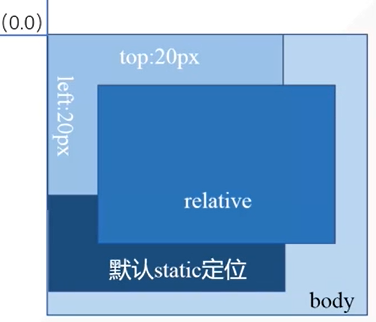 (0.0)
top:20px
left:20px
relative
默认static定位
body